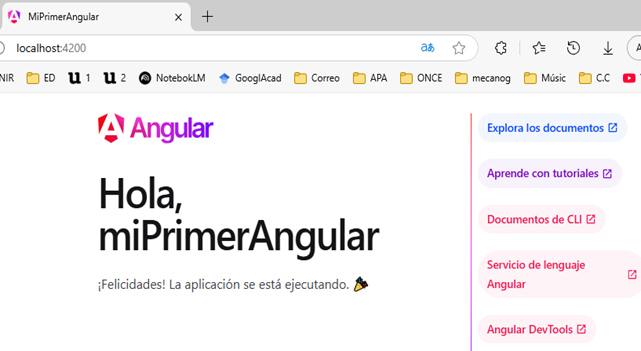 MiPrimerAngular
localhost:4200
NIR ED 1 2 NotebokLM GooglAcad Correo APA ONCE mecanog Músic C.C
Angular
Hola,
miPrimerAngular
¡Felicidades! La aplicación se está ejecutando. 🎉
Explora los documentos
Aprende con tutoriales
Documentos de CLI
Servicio de lenguaje
Angular
Angular DevTools